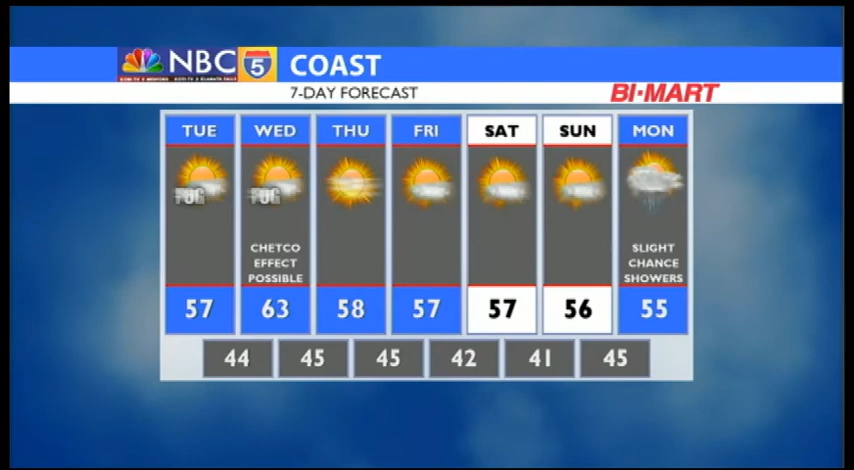 NBC 5 COAST
7-DAY FORECAST BI-MART
TUE WED THU FRI SAT SUN MON
FOG FOG
CHETCO EFFECT POSSIBLE
SLIGHT CHANCE SHOWERS
57 63 58 57 57 56 55
44 45 45 42 41 45